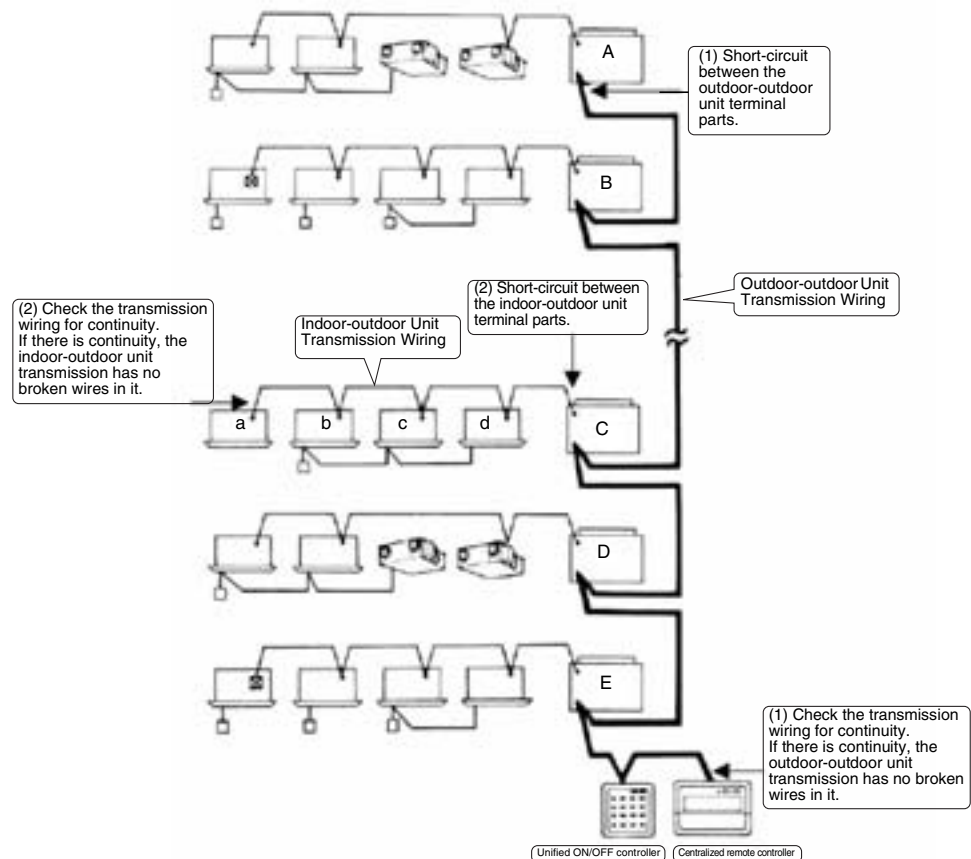 A
(1) Short-circuit
between the
outdoor-outdoor
unit terminal
parts.
B
(2) Check the transmission
wiring for continuity.
If there is continuity, the
indoor-outdoor unit
transmission has no
broken wires in it.
Indoor-outdoor Unit
Transmission Wiring
(2) Short-circuit between
the indoor-outdoor unit
terminal parts.
Outdoor-outdoor Unit
Transmission Wiring
a
b
c
d
C
D
E
(1) Check the transmission
wiring for continuity.
If there is continuity, the
outdoor-outdoor unit
transmission has no broken
wires in it.
Unified ON/OFF controller
Centralized remote controller